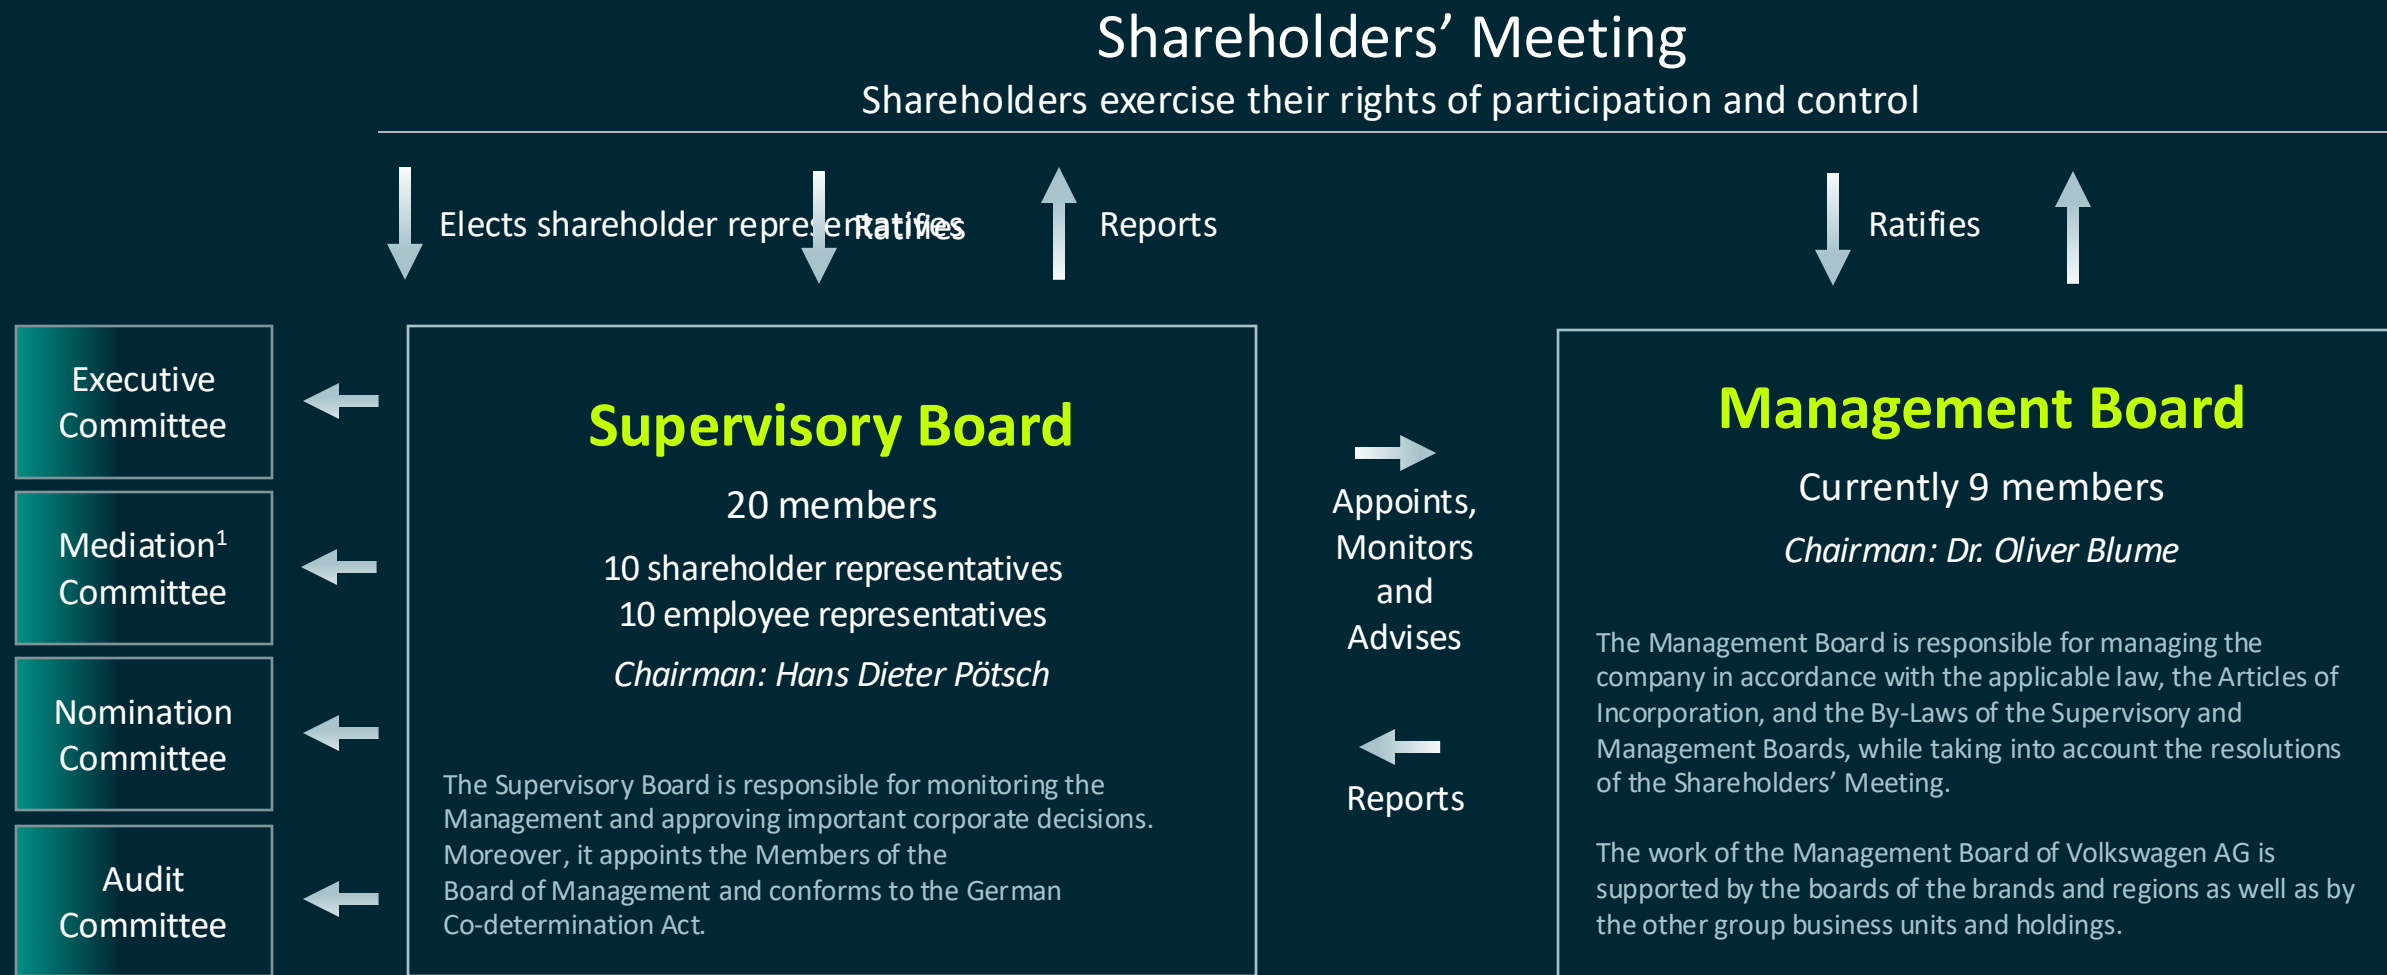 Shareholders’ Meeting
Shareholders exercise their rights of participation and control
Elects shareholder representatives
Ratifies
Reports
Ratifies
Executive
Committee
Mediation¹
Committee
Nomination
Committee
Audit
Committee
Supervisory Board
20 members
10 shareholder representatives
10 employee representatives
Chairman: Hans Dieter Pötsch
The Supervisory Board is responsible for monitoring the
Management and approving important corporate decisions.
Moreover, it appoints the Members of the
Board of Management and conforms to the German
Co-determination Act.
Appoints,
Monitors
and
Advises
Reports
Management Board
Currently 9 members
Chairman: Dr. Oliver Blume
The Management Board is responsible for managing the
company in accordance with the applicable law, the Articles of
Incorporation, and the By-Laws of the Supervisory and
Management Boards, while taking into account the resolutions
of the Shareholders’ Meeting.
The work of the Management Board of Volkswagen AG is
supported by the boards of the brands and regions as well as by
the other group business units and holdings.